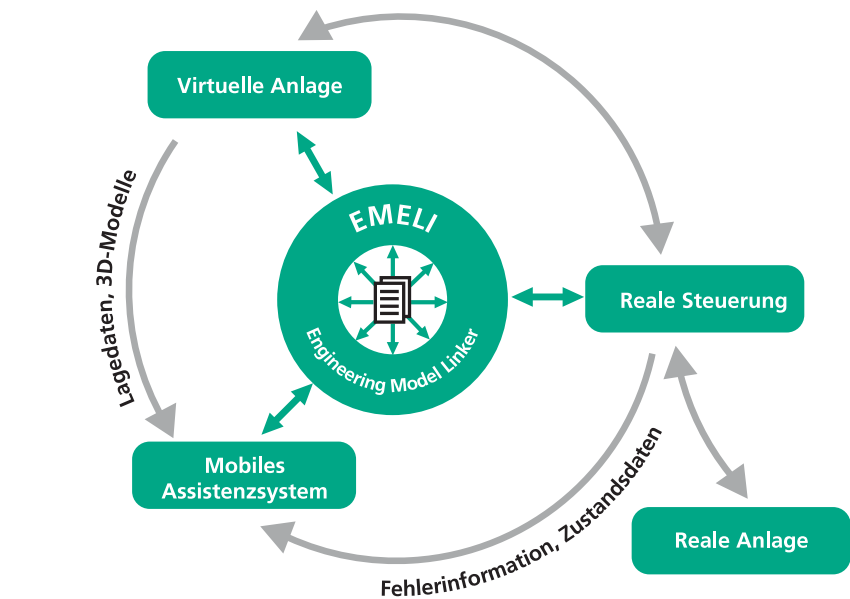 Virtuelle Anlage
EMELI
Engineering Model Linker
Lagedaten, 3D-Modelle
Reale Steuerung
Mobiles
Assistenzsystem
Fehlerinformation, Zustandsdaten
Reale Anlage